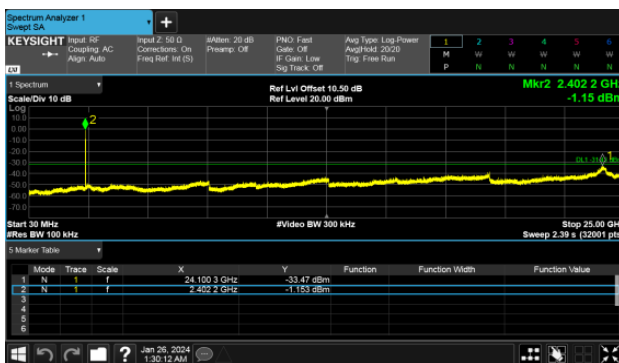 Spectrum Analyzer 1
Swept SA
KEYSIGHT
Input: RF
Coupling: AC
Align: Auto
Input Z: 50 Ω
Corrections: On
Freq Ref: Int (S)
#Atten: 20 dB
Preamp: Off
PNO: Fast
Gate: Off
IF Gain: Low
Sig Track: Off
Avg Type: Log-Power
Avg|Hold: 20/20
Trig: Free Run
1 2 3 4 5 6
M W W W W W
P N N N N N
LXI
1 Spectrum
Scale/Div 10 dB
Ref Lvl Offset 10.50 dB
Ref Level 20.00 dBm
Mkr2 2.402 2 GH
-1.15 dBm
Log
10.0
0.00
-10.0
-20.0
-30.0
-40.0
-50.0
-60.0
-70.0
2
1
Start 30 MHz
#Res BW 100 kHz
#Video BW 300 kHz
Stop 25.00 GH
Sweep 2.39 s (32001 pts
5 Marker Table
Mode Trace Scale X Y Function Function Width Function Value
1 N 1 f 24.100 3 GHz -33.47 dBm
2 N 1 f 2.402 2 GHz -1.153 dBm
3
4
5
6
?
Jan 26, 2024
1:30:12 AM